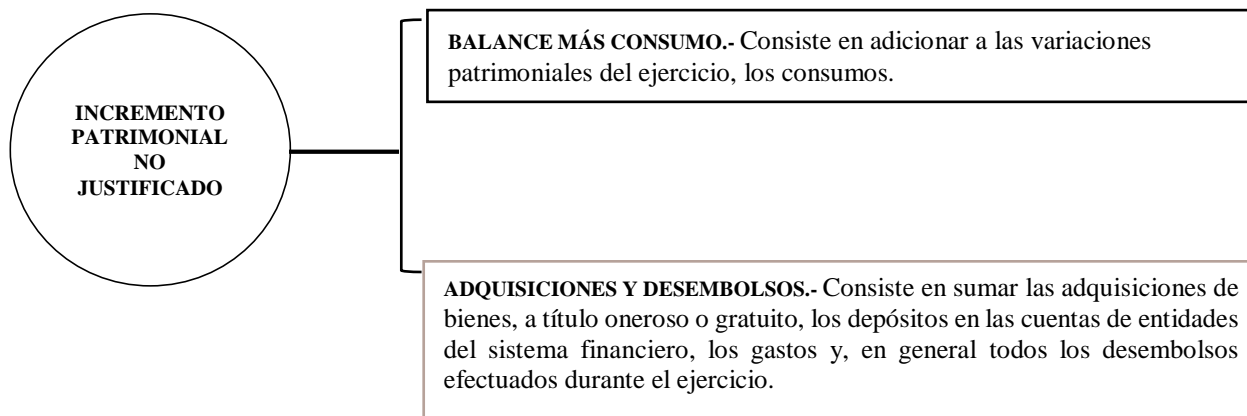 INCREMENTO
PATRIMONIAL
NO
JUSTIFICADO
BALANCE MÁS CONSUMO.- Consiste en adicionar a las variaciones
patrimoniales del ejercicio, los consumos.
ADQUISICIONES Y DESEMBOLSOS.- Consiste en sumar las adquisiciones de
bienes, a título oneroso o gratuito, los depósitos en las cuentas de entidades
del sistema financiero, los gastos y, en general todos los desembolsos
efectuados durante el ejercicio.